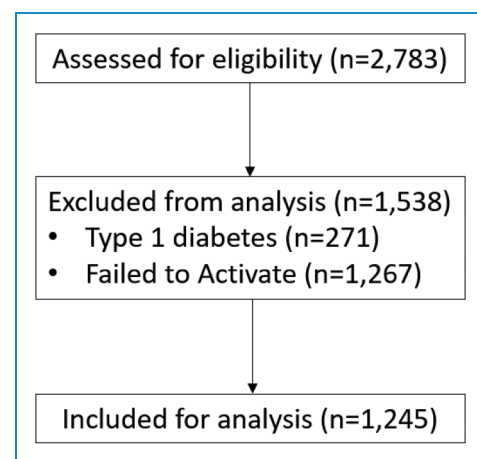 Assessed for eligibility (n=2,783)
Excluded from analysis (n=1,538)
• Type 1 diabetes (n=271)
• Failed to Activate (n=1,267)
Included for analysis (n=1,245)